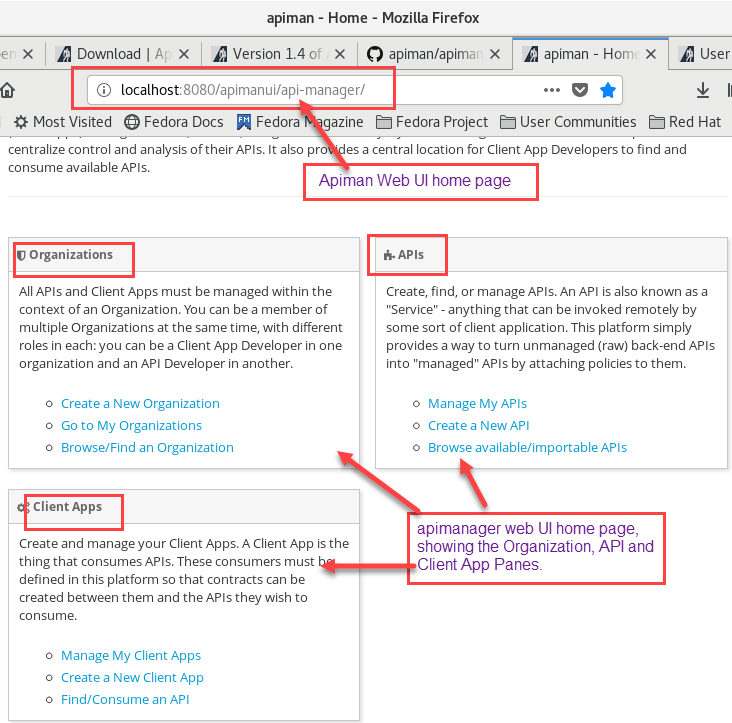 apiman - Home - Mozilla Firefox
Download | Ap
Version 1.4 of
apiman/apiman
apiman - Home
User
localhost:8080/apimanui/api-manager/
Most Visited
Fedora Docs
Fedora Magazine
Fedora Project
User Communities
Red Hat
centralize control and analysis of their APIs. It also provides a central location for Client App Developers to find and
consume available APIs.
Apiman Web UI home page
Organizations
All APIs and Client Apps must be managed within the
context of an Organization. You can be a member of
multiple Organizations at the same time, with different
roles in each: you can be a Client App Developer in one
organization and an API Developer in another.
Create a New Organization
Go to My Organizations
Browse/Find an Organization
APIs
Create, find, or manage APIs. An API is also known as a
"Service" - anything that can be invoked remotely by
some sort of client application. This platform simply
provides a way to turn unmanaged (raw) back-end APIs
into "managed" APIs by attaching policies to them.
Manage My APIs
Create a New API
Browse available/importable APIs
Client Apps
Create and manage your Client Apps. A Client App is the
thing that consumes APIs. These consumers must be
defined in this platform so that contracts can be
created between them and the APIs they wish to
consume.
Manage My Client Apps
Create a New Client App
Find/Consume an API
apimanager web UI home page,
showing the Organization, API and
Client App Panes.